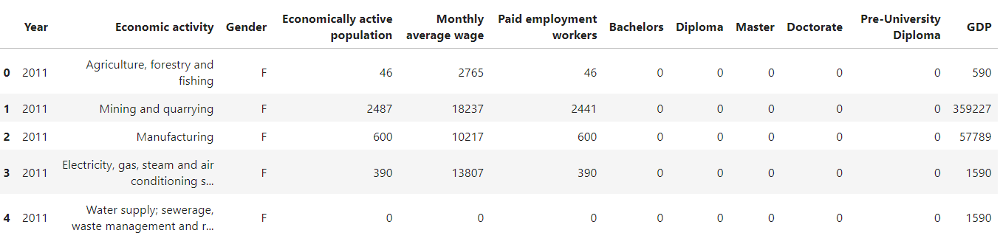 Year Economic activity Gender Economically active population Monthly average wage Paid employment workers Bachelors Diploma Master Doctorate Pre-University Diploma GDP
0 2011 Agriculture, forestry and fishing F 46 2765 46 0 0 0 0 0 590
1 2011 Mining and quarrying F 2487 18237 2441 0 0 0 0 0 359227
2 2011 Manufacturing F 600 10217 600 0 0 0 0 0 57789
3 2011 Electricity, gas, steam and air conditioning s... F 390 13807 390 0 0 0 0 0 1590
4 2011 Water supply; sewerage, waste management and r... F 0 0 0 0 0 0 0 0 1590